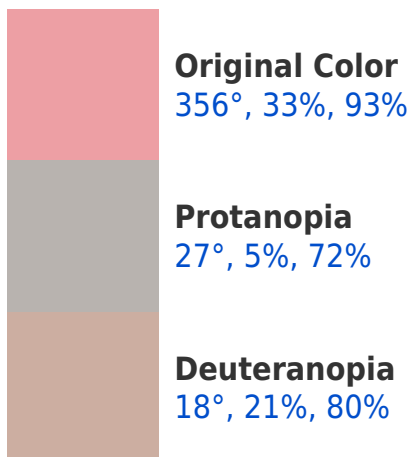 Original Color
356°, 33%, 93%
Protanopia
27°, 5%, 72%
Deuteranopia
18°, 21%, 80%